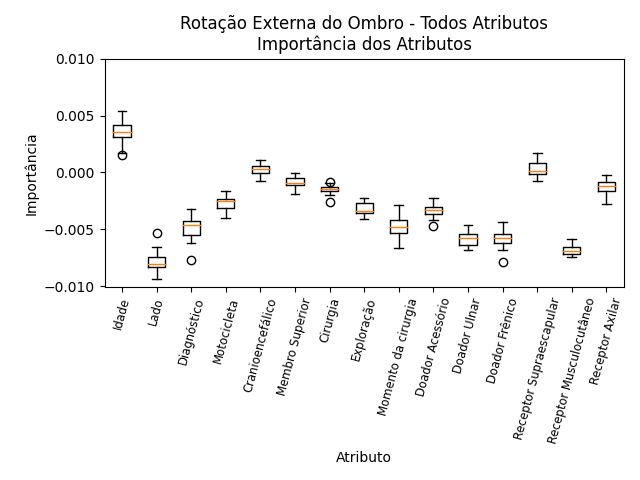 Rotação Externa do Ombro - Todos Atributos
Importância dos Atributos
0.010
0.005
0.000
−0.005
−0.010
Importância
Idade
Lado
Diagnóstico
Motocicleta
Cranioencefálico
Membro Superior
Cirurgia
Exploração
Momento da cirurgia
Doador Acessório
Doador Ulnar
Doador Frênico
Receptor Supraescapular
Receptor Musculocutâneo
Receptor Axilar
Atributo